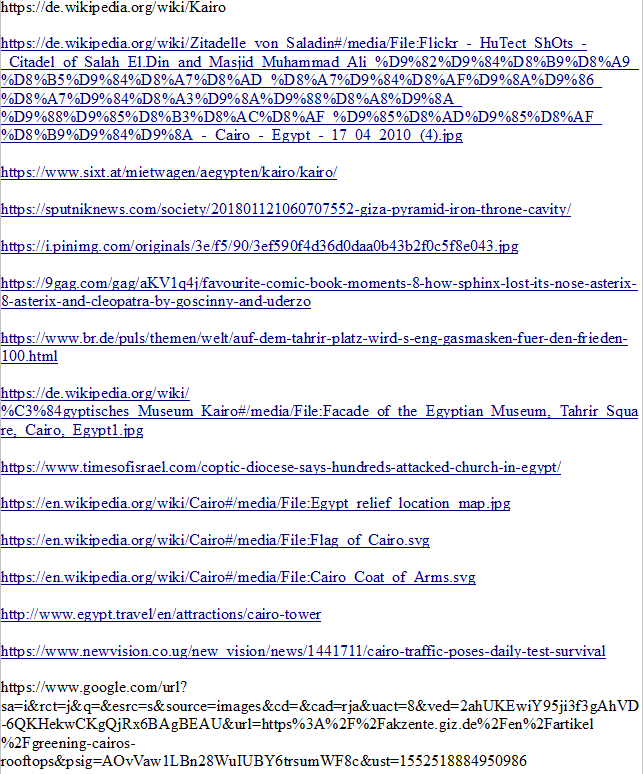 https://de.wikipedia.org/wiki/Kairo
https://de.wikipedia.org/wiki/Zitadelle_von_Saladin#/media/File:Flickr_-_HuTect_ShOts_-
_Citadel_of_Salah_El.Din_and_Masjid_Muhammad_Ali_%D9%82%D9%84%D8%B9%D8%A9_
%D8%B5%D9%84%D8%A7%D8%AD_%D8%A7%D9%84%D8%AF%D9%8A%D9%86_
%D8%A7%D9%84%D8%A3%D9%8A%D9%88%D8%A8%D9%8A_
%D9%88%D9%85%D8%B3%D8%AC%D8%AF_%D9%85%D8%AD%D9%85%D8%AF_
%D8%B9%D9%84%D9%8A_-_Cairo_-_Egypt_-_17_04_2010_(4).jpg
https://www.sixt.at/mietwagen/aegypten/kairo/kairo/
https://sputniknews.com/society/201801121060707552-giza-pyramid-iron-throne-cavity/
https://i.pinimg.com/originals/3e/f5/90/3ef590f4d36d0daa0b43b2f0c5f8e043.jpg
https://9gag.com/gag/aKV1q4j/favourite-comic-book-moments-8-how-sphinx-lost-its-nose-asterix-
8-asterix-and-cleopatra-by-goscinny-and-uderzo
https://www.br.de/puls/themen/welt/auf-dem-tahrir-platz-wird-s-eng-gasmasken-fuer-den-frieden-
100.html
https://de.wikipedia.org/wiki/
%C3%84gyptisches_Museum_Kairo#/media/File:Facade_of_the_Egyptian_Museum,_Tahrir_Squa
re,_Cairo,_Egypt1.jpg
https://www.timesofisrael.com/coptic-diocese-says-hundreds-attacked-church-in-egypt/
https://en.wikipedia.org/wiki/Cairo#/media/File:Egypt_relief_location_map.jpg
https://en.wikipedia.org/wiki/Cairo#/media/File:Flag_of_Cairo.svg
https://en.wikipedia.org/wiki/Cairo#/media/File:Cairo_Coat_of_Arms.svg
http://www.egypt.travel/en/attractions/cairo-tower
https://www.newvision.co.ug/new_vision/news/1441711/cairo-traffic-poses-daily-test-survival
https://www.google.com/url?
sa=i&rct=j&q=&esrc=s&source=images&cd=&cad=rja&uact=8&ved=2ahUKEwiY95ji3f3gAhVD
-6QKHekwCKgQjRx6BAgBEAU&url=https%3A%2F%2Fakzente.giz.de%2Fen%2Fartikel
%2Fgreening-cairos-
rooftops&psig=AOvVaw1LBn28WuIUBY6trsumWF8c&ust=1552518884950986